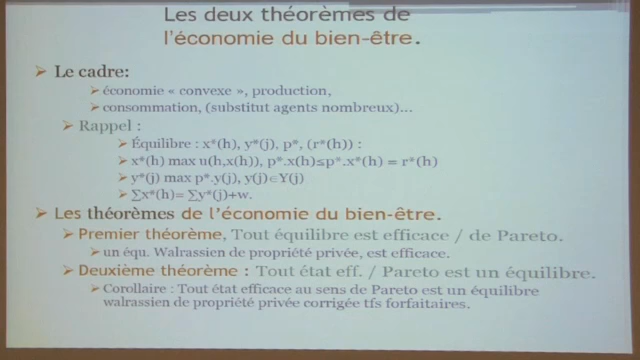 Les deux théorèmes de
l'économie du bien-être.
Le cadre:
économie « convexe », production,
consommation, (substitut agents nombreux)...
Rappel :
Équilibre : x*(h), y*(j), p*, (r*(h) :
x*(h) max u(h,x(h)), p*.x(h)≤p*.x*(h) = r*(h)
y*(j) max p*.y(j), y(j)∈Y(j)
∑x*(h)= ∑y*(j)+w.
Les théorèmes de l'économie du bien-être.
Premier théorème, Tout équilibre est efficace / de Pareto.
un équ. Walrassien de propriété privée, est efficace.
Deuxième théorème : Tout état eff. / Pareto est un équilibre.
Corollaire : Tout état efficace au sens de Pareto est un équilibre
walrassien de propriété privée corrigée tfs forfaitaires.